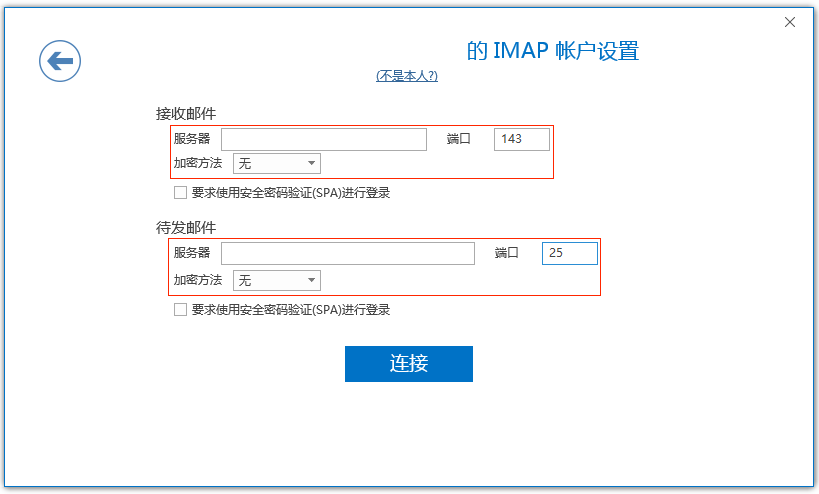 的 IMAP 帐户设置
(不是本人?)
接收邮件
服务器 端口 143
加密方法 无
要求使用安全密码验证(SPA)进行登录
待发邮件
服务器 端口 25
加密方法 无
要求使用安全密码验证(SPA)进行登录
连接